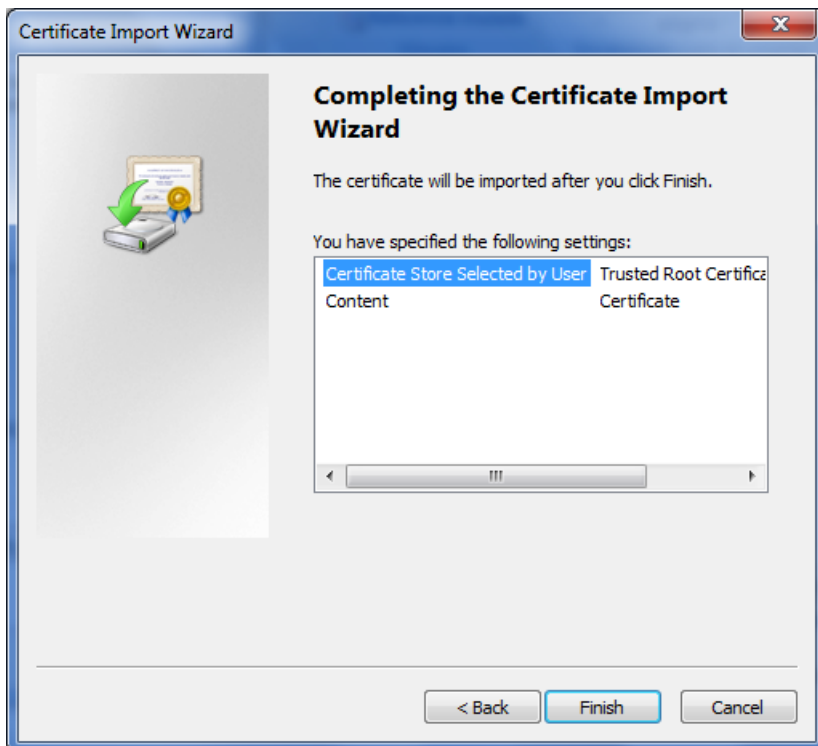 Certificate Import Wizard
Completing the Certificate Import
Wizard
The certificate will be imported after you click Finish.
You have specified the following settings:
Certificate Store Selected by User Trusted Root Certifica
Content Certificate
< Back Finish Cancel